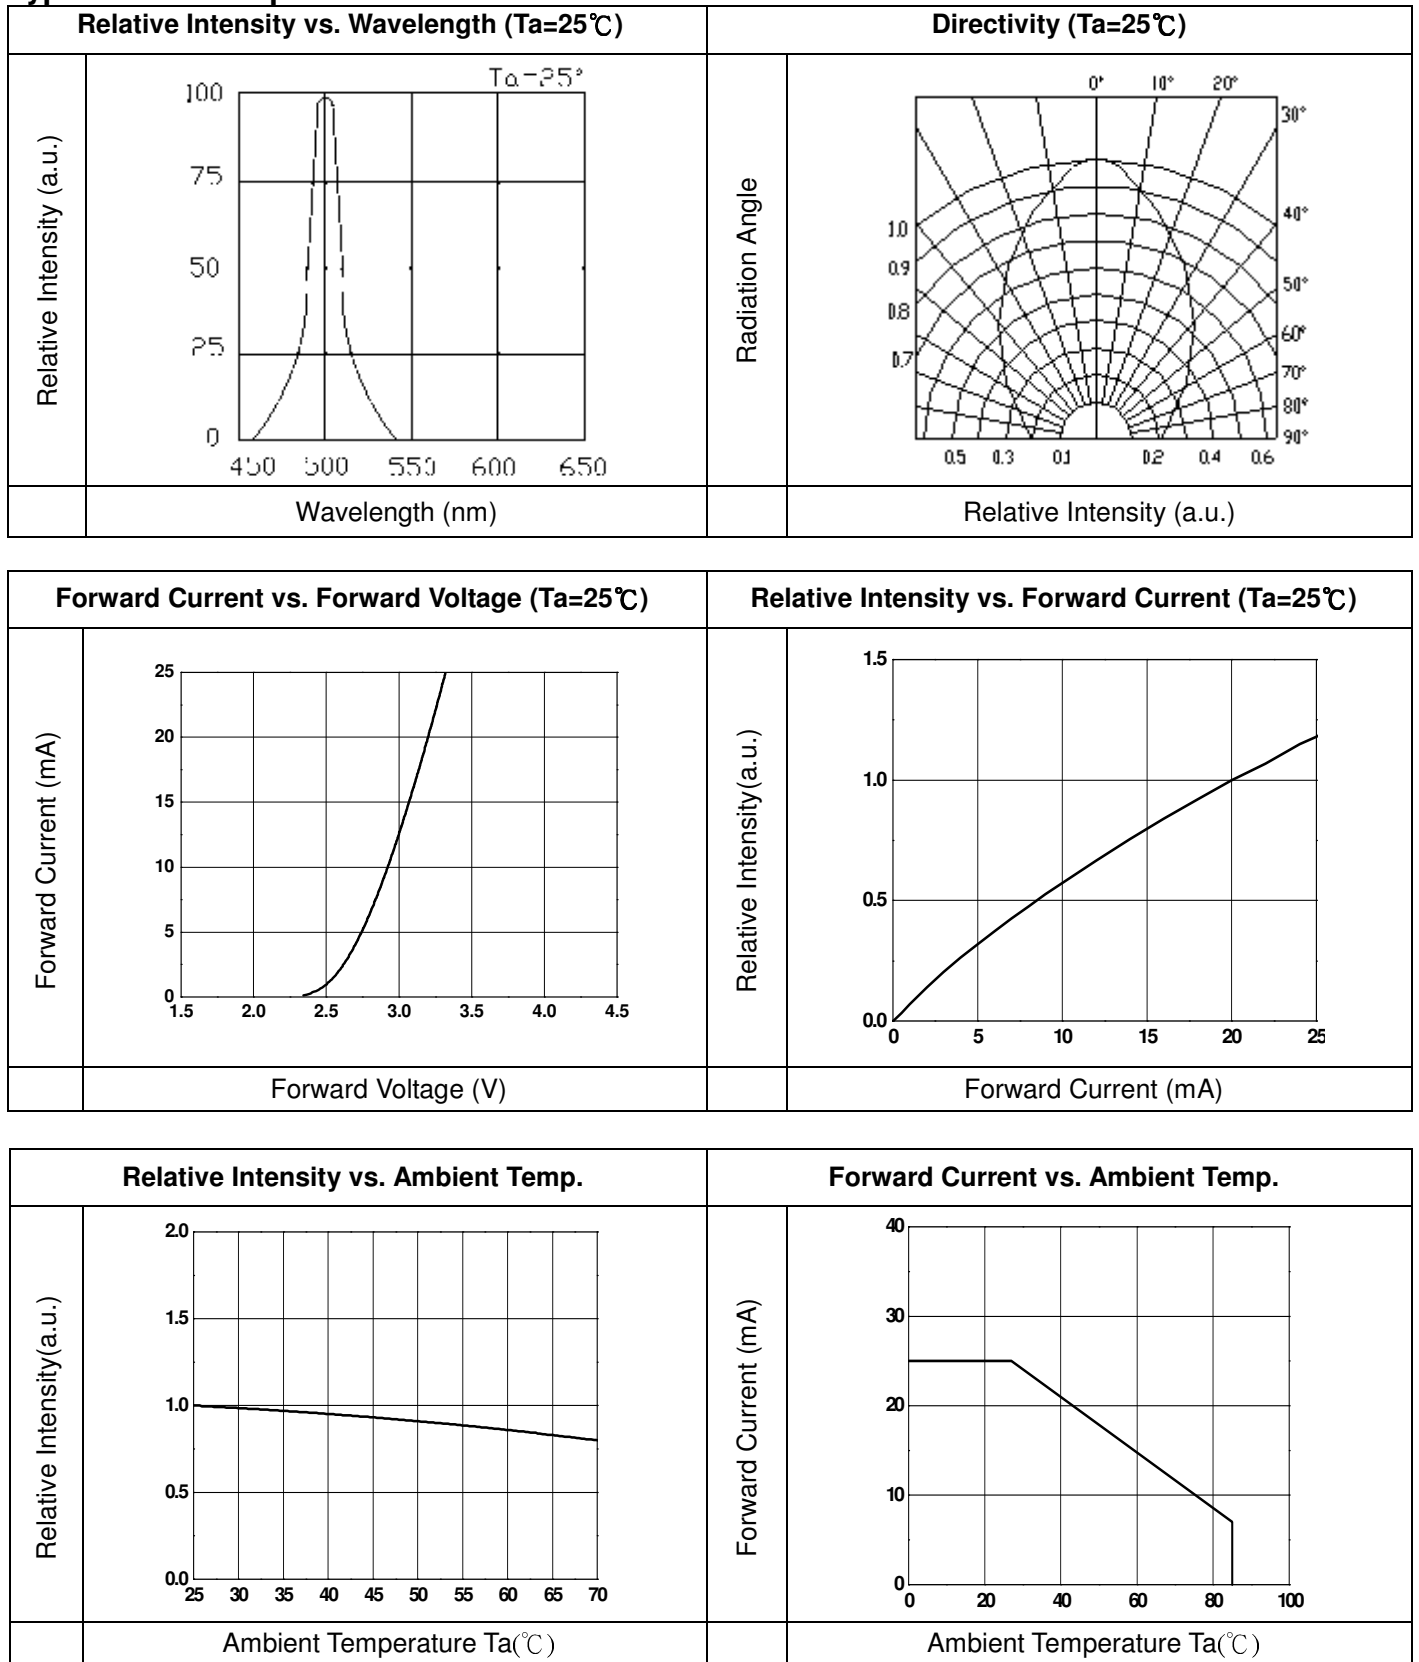 Relative Intensity vs. Wavelength (Ta=25℃)
Directivity (Ta=25℃)
Relative Intensity (a.u.)
Ta=25°
100
75
50
25
0
450 500 550 600 650
Wavelength (nm)
Radiation Angle
0° 10° 20°
30°
40°
50°
60°
70°
80°
90°
1.0
0.9
0.8
0.7
0.5 0.3 0.1 0.2 0.4 0.6
Relative Intensity (a.u.)
Forward Current vs. Forward Voltage (Ta=25℃)
Relative Intensity vs. Forward Current (Ta=25℃)
Forward Current (mA)
25
20
15
10
5
0
1.5 2.0 2.5 3.0 3.5 4.0 4.5
Forward Voltage (V)
Relative Intensity(a.u.)
1.5
1.0
0.5
0.0
0 5 10 15 20 25
Forward Current (mA)
Relative Intensity vs. Ambient Temp.
Forward Current vs. Ambient Temp.
Relative Intensity(a.u.)
2.0
1.5
1.0
0.5
0.0
25 30 35 40 45 50 55 60 65 70
Ambient Temperature Ta(℃)
Forward Current (mA)
40
30
20
10
0
0 20 40 60 80 100
Ambient Temperature Ta(℃)